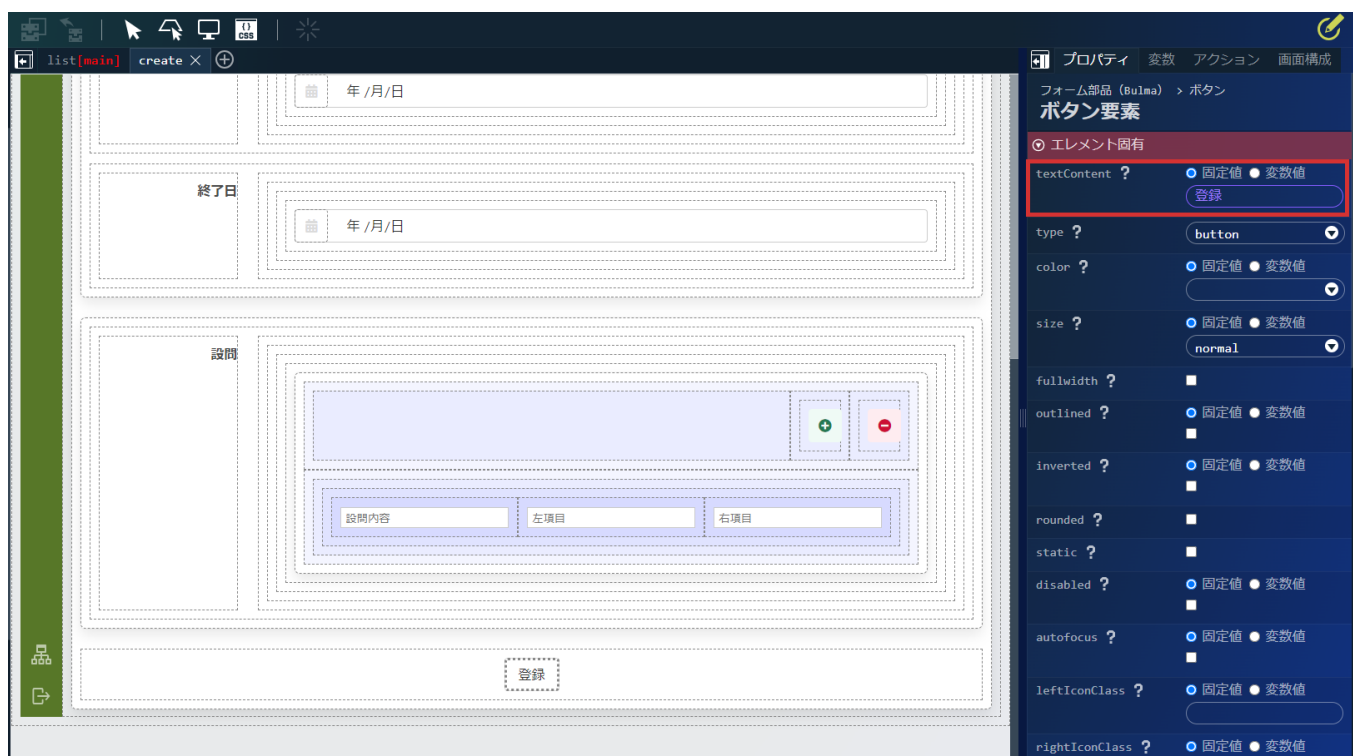 {} CSS
list[main] create
プロパティ 変数 アクション 画面構成
年 /月/日
終了日
年 /月/日
設問
設問内容 左項目 右項目
登録
フォーム部品 (Bulma) > ボタン
ボタン要素
エレメント固有
textContent ? 固定値 変数値
登録
type ? button
color ? 固定値 変数値
size ? 固定値 変数値
normal
fullwidth ?
outlined ? 固定値 変数値
inverted ? 固定値 変数値
rounded ?
static ?
disabled ? 固定値 変数値
autofocus ? 固定値 変数値
leftIconClass ? 固定値 変数値
rightIconClass ? 固定値 変数値